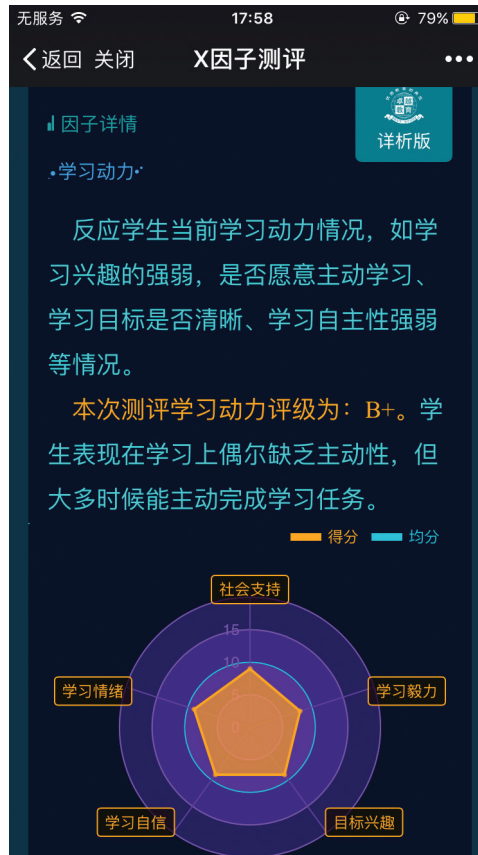 无服务 17:58 79%
返回 关闭 X因子测评
卓越
教育
详析版
因子详情
学习动力
反应学生当前学习动力情况，如学
习兴趣的强弱，是否愿意主动学习、
学习目标是否清晰、学习自主性强弱
等情况。
本次测评学习动力评级为：B+。学
生表现在学习上偶尔缺乏主动性，但
大多时候能主动完成学习任务。
得分 均分
社会支持
15
10
5
0
学习情绪 学习毅力
学习自信 目标兴趣